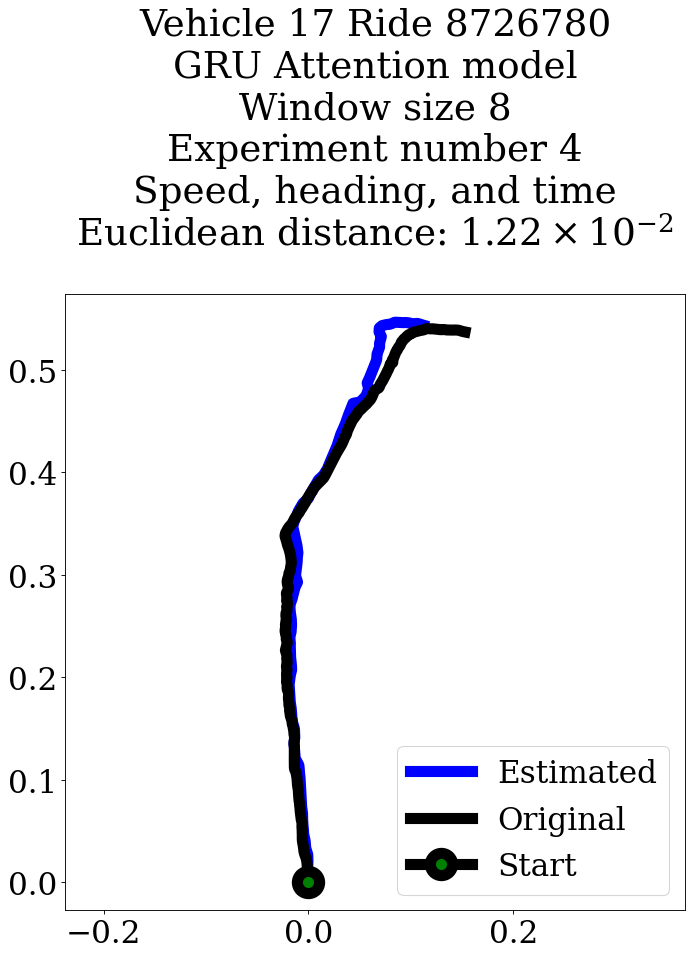 Vehicle 17 Ride 8726780
GRU Attention model
Window size 8
Experiment number 4
Speed, heading, and time
Euclidean distance: 1.22 × 10⁻²
0.5
0.4
0.3
0.2
0.1
0.0
−0.2 0.0 0.2
Estimated
Original
Start